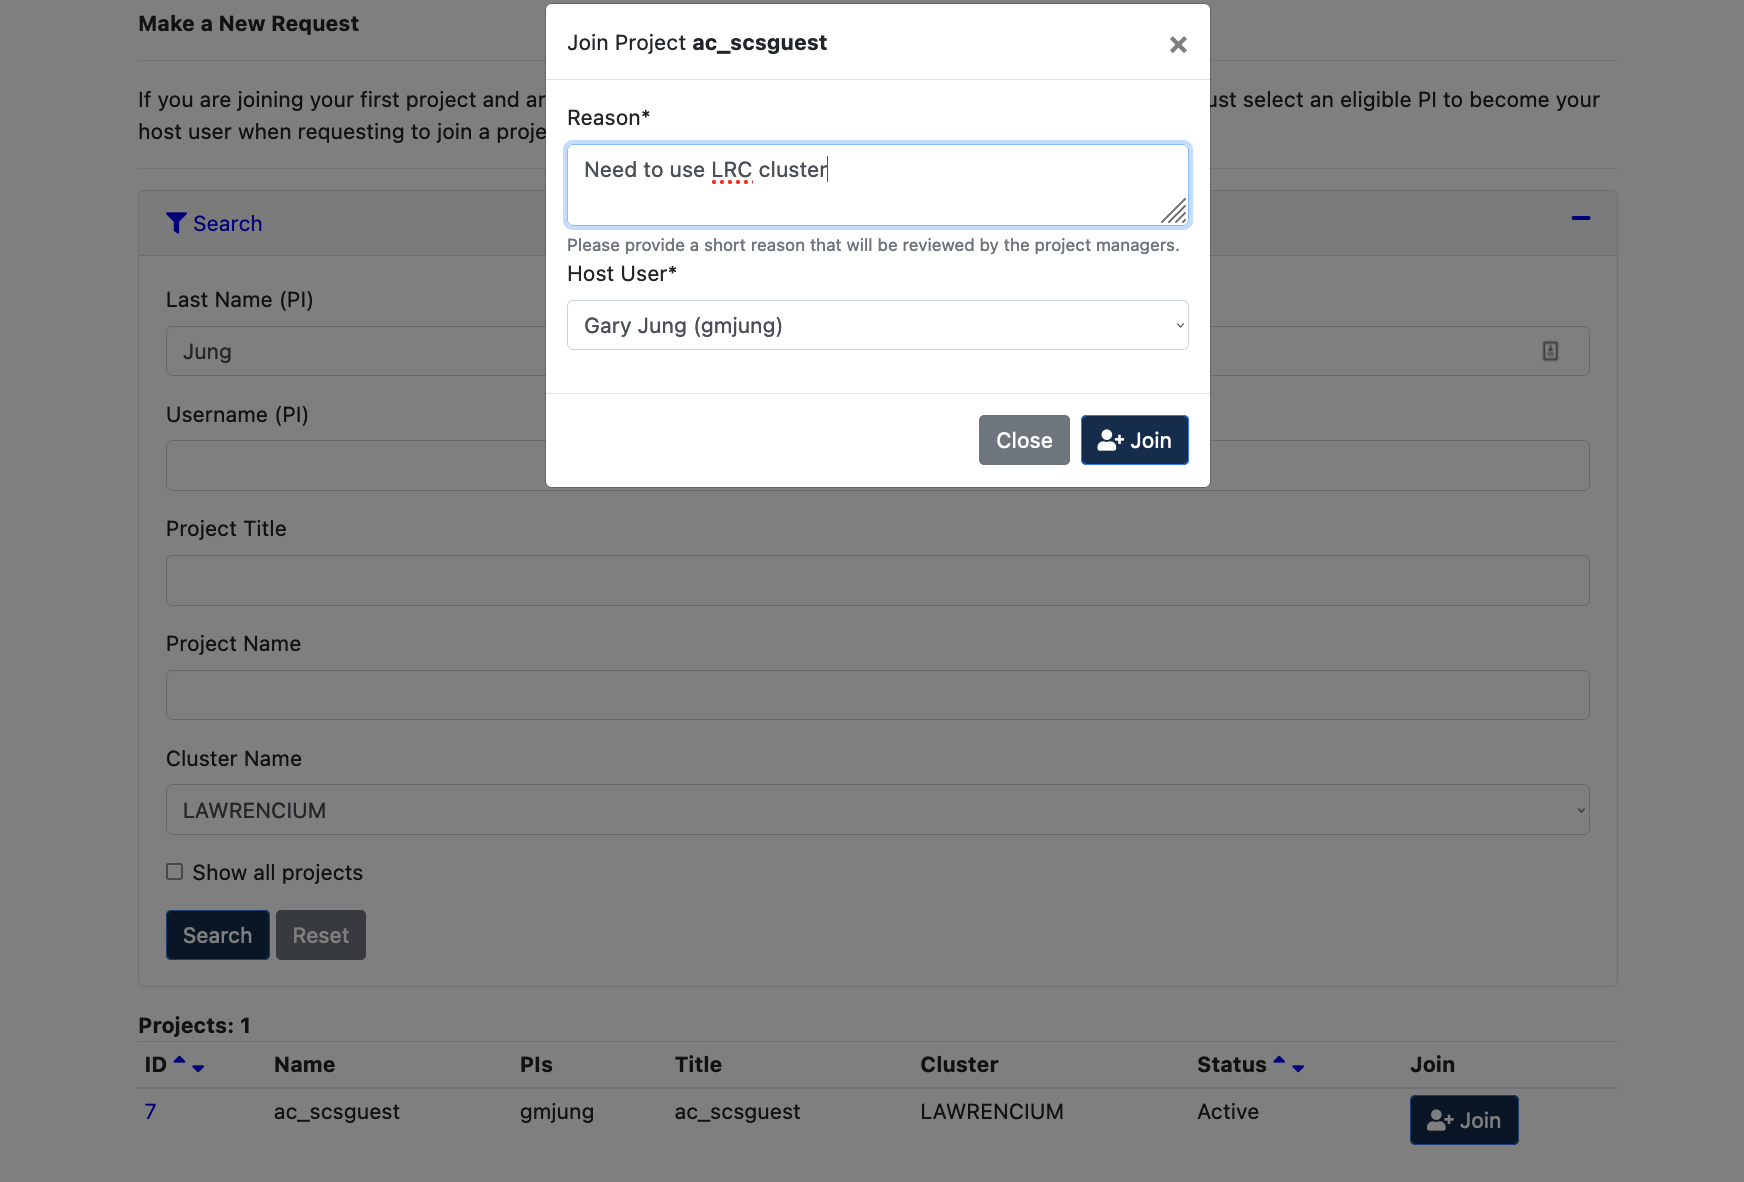 Make a New Request
Join Project ac_scsguest
If you are joining your first project and ar
ust select an eligible PI to become your
host user when requesting to join a proje
Reason*
Need to use LRC cluster
Please provide a short reason that will be reviewed by the project managers.
Host User*
Gary Jung (gmjung)
Close Join
Search
Last Name (PI)
Jung
Username (PI)
Project Title
Project Name
Cluster Name
LAWRENCIUM
Show all projects
Search Reset
Projects: 1
ID Name PIs Title Cluster Status Join
7 ac_scsguest gmjung ac_scsguest LAWRENCIUM Active Join